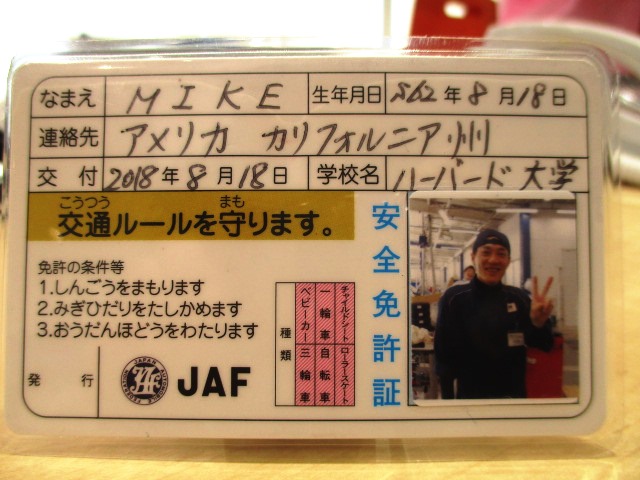 なまえ MIKE 生年月日 S62年8月18日
連絡先 アメリカ カリフォルニア州
交付 2018年8月18日 学校名 ハーバード大学
こうつう まも
交通ルールを守ります。
免許の条件等
1.しんごうをまもります
2.みぎひだりをたしかめます
3.おうだんほどうをわたります
種類
チャイルドシート ローラースケート
一輪車 自転車
ベビーカー 三輪車
発行
JAF
安全免許証